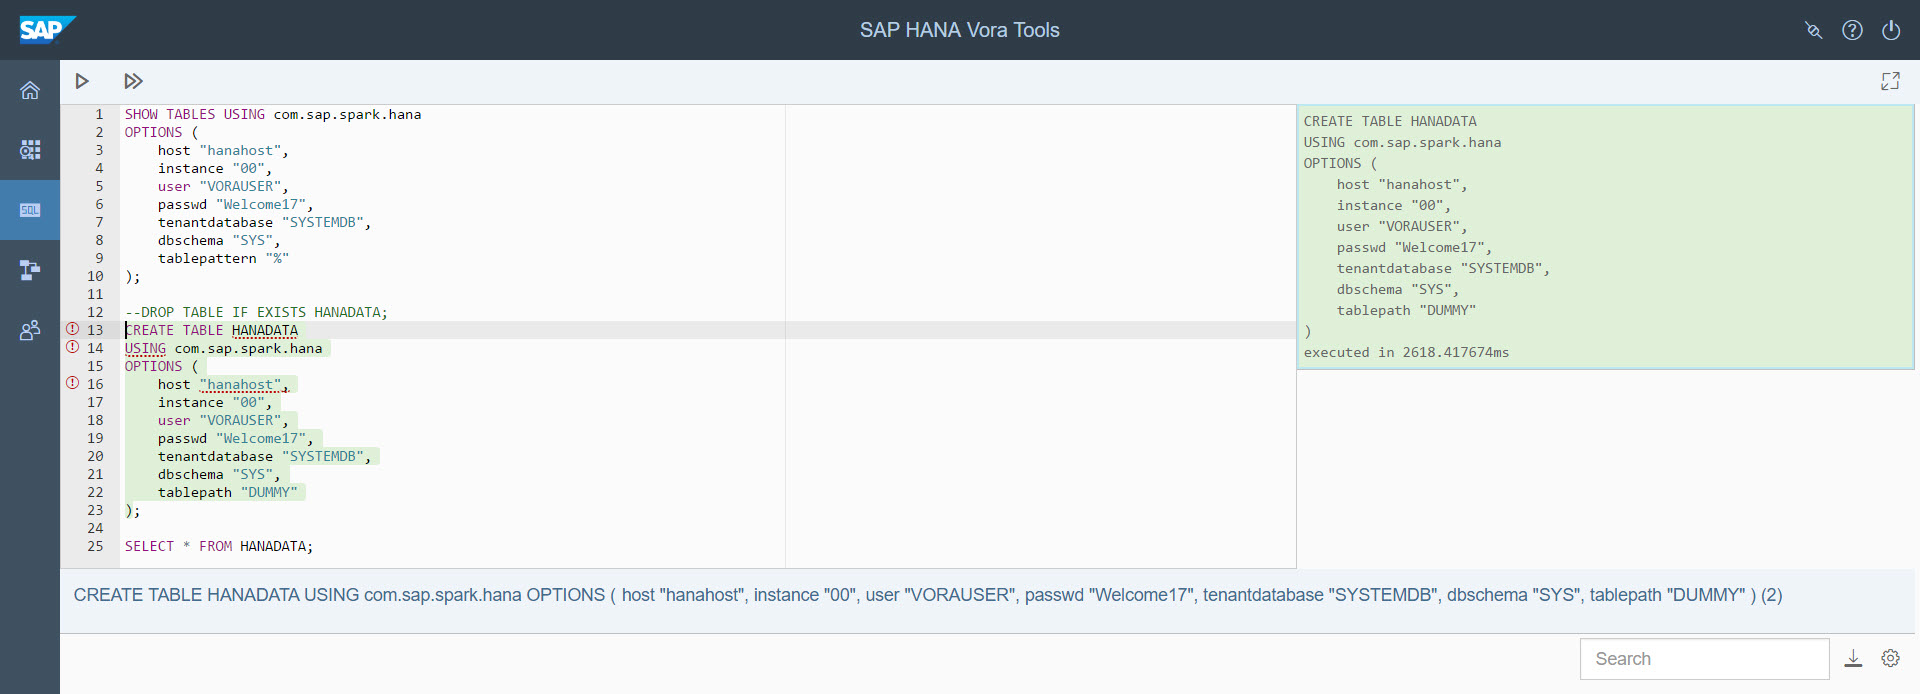 SAP
SAP HANA Vora Tools
SQL
1 SHOW TABLES USING com.sap.spark.hana
2 OPTIONS (
3 host "hanahost",
4 instance "00",
5 user "VORAUSER",
6 passwd "Welcome17",
7 tenantdatabase "SYSTEMDB",
8 dbschema "SYS",
9 tablepattern "%"
10 );
11
12 --DROP TABLE IF EXISTS HANADATA;
13 CREATE TABLE HANADATA
14 USING com.sap.spark.hana
15 OPTIONS (
16 host "hanahost",
17 instance "00",
18 user "VORAUSER",
19 passwd "Welcome17",
20 tenantdatabase "SYSTEMDB",
21 dbschema "SYS",
22 tablepath "DUMMY"
23 );
24
25 SELECT * FROM HANADATA;
CREATE TABLE HANADATA
USING com.sap.spark.hana
OPTIONS (
host "hanahost",
instance "00",
user "VORAUSER",
passwd "Welcome17",
tenantdatabase "SYSTEMDB",
dbschema "SYS",
tablepath "DUMMY"
)
executed in 2618.417674ms
CREATE TABLE HANADATA USING com.sap.spark.hana OPTIONS ( host "hanahost", instance "00", user "VORAUSER", passwd "Welcome17", tenantdatabase "SYSTEMDB", dbschema "SYS", tablepath "DUMMY" ) (2)
Search